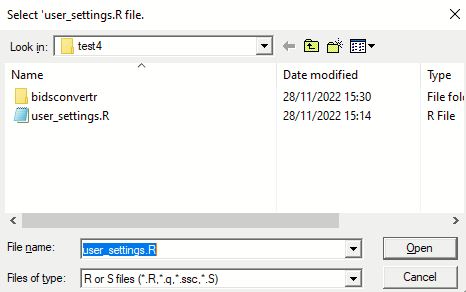 Select 'user_settings.R file.
Look in: test4
Name Date modified Type
bidsconvertr 28/11/2022 15:30 File fol
user_settings.R 28/11/2022 15:14 R File
File name: user_settings.R Open
Files of type: R or S files (*.R,*.q,*.ssc,*.S) Cancel